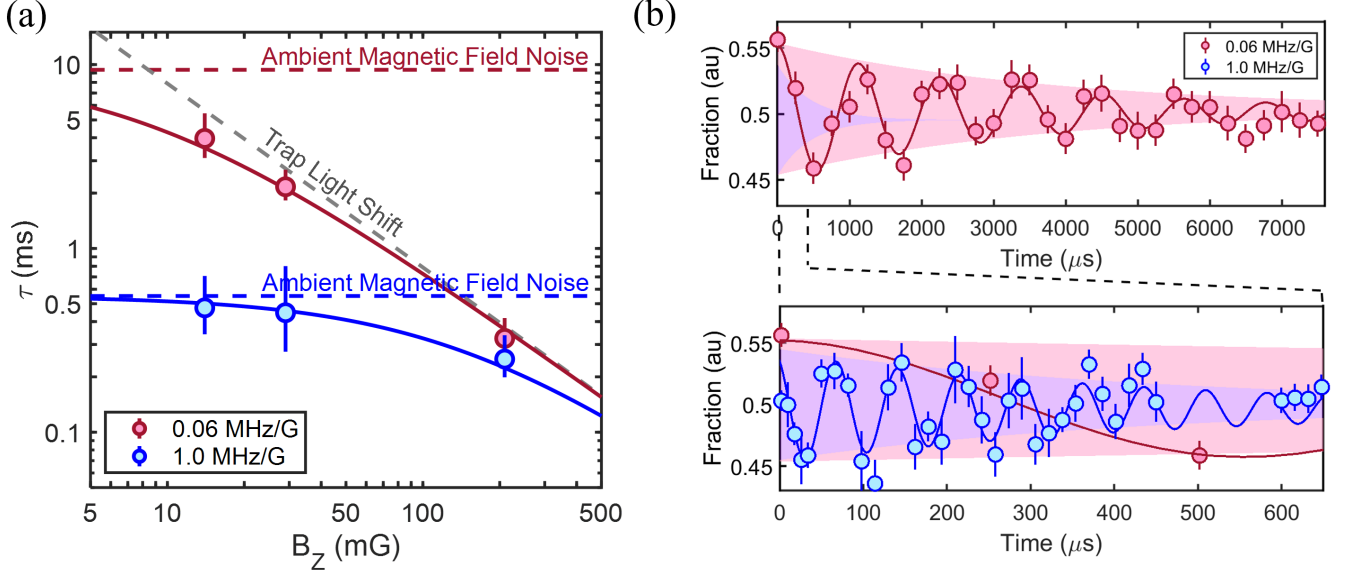 (a)
10
5
1
0.5
0.1
τ (ms)
Ambient Magnetic Field Noise
Trap Light Shift
Ambient Magnetic Field Noise
0.06 MHz/G
1.0 MHz/G
5 10 50 100 500
B_Z (mG)
(b)
0.55
0.5
0.45
Fraction (au)
0.06 MHz/G
1.0 MHz/G
0 1000 2000 3000 4000 5000 6000 7000
Time (μs)
0.55
0.5
0.45
Fraction (au)
0 100 200 300 400 500 600
Time (μs)